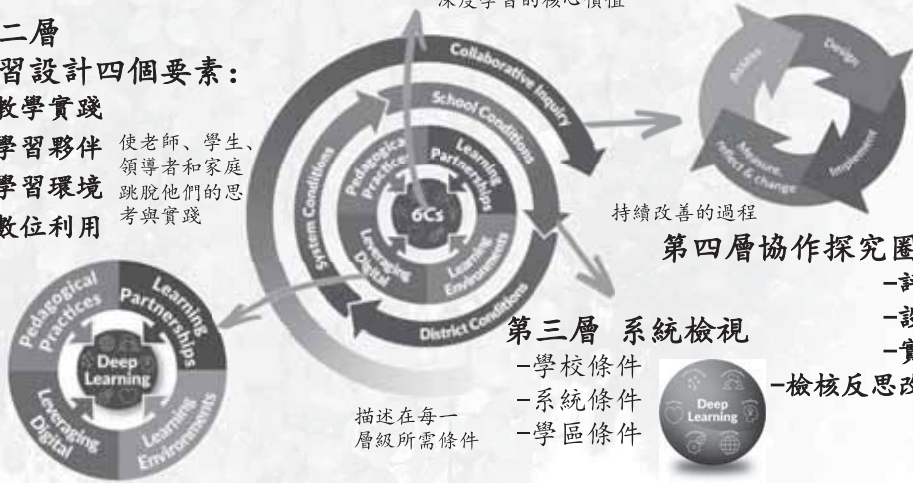 深度學習的核心價值
二層
習設計四個要素：
教學實踐
學習夥伴
學習環境
數位利用
使老師、學生、
領導者和家庭
跳脫他們的思
考與實踐
Collaborative Inquiry
School Conditions
System Conditions
District Conditions
Pedagogical
Practices
Learning
Partnerships
Leveraging
Digital
Learning
Environments
6Cs
Assess
Design
Implement
Measure,
reflect & change
持續改善的過程
第四層協作探究圈
-設
-實
-檢核反思改
Pedagogical
Practices
Learning
Partnerships
Leveraging
Digital
Learning
Environments
Deep
Learning
描述在每一
層級所需條件
第三層 系統檢視
-學校條件
-系統條件
-學區條件
Deep
Learning